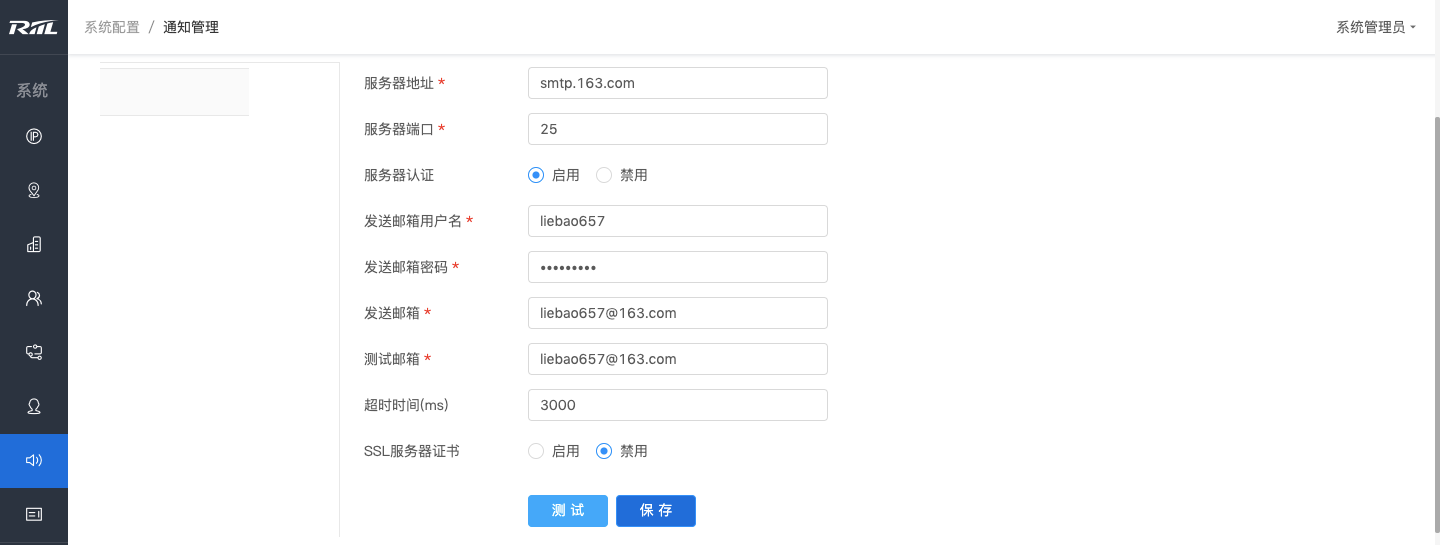 RIIL
系统配置 / 通知管理
系统管理员
系统
服务器地址 *
smtp.163.com
服务器端口 *
25
服务器认证
启用 禁用
发送邮箱用户名 *
liebao657
发送邮箱密码 *
•••••••••
发送邮箱 *
liebao657@163.com
测试邮箱 *
liebao657@163.com
超时时间(ms)
3000
SSL服务器证书
启用 禁用
测 试 保 存